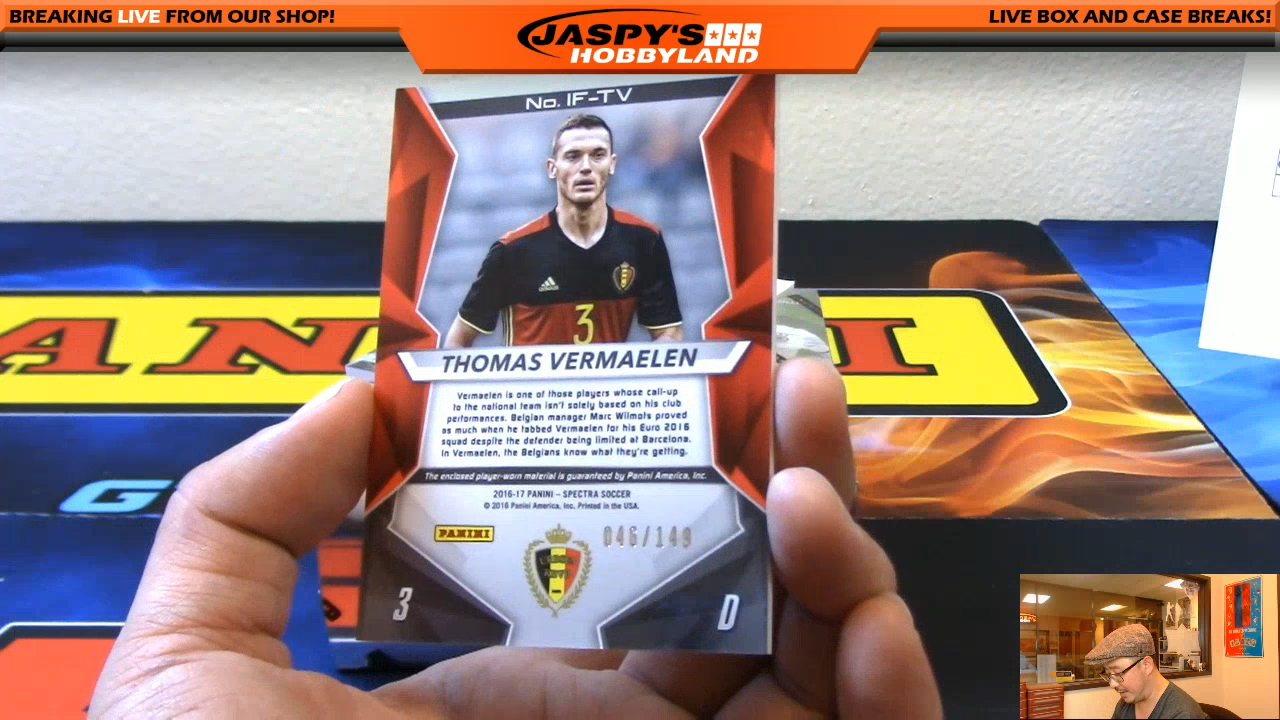 BREAKING LIVE FROM OUR SHOP!
JASPY'S
HOBBYLAND
LIVE BOX AND CASE BREAKS!
No. IF-TV
adidas
3
THOMAS VERMAELEN
Vermaelen is one of those players whose call-up
to the national team isn't solely based on his club
performances. Belgian manager Marc Wilmots proved
as much when he tabbed Vermaelen for his Euro 2016
squad despite the defender being limited at Barcelona.
In Vermaelen, the Belgians know what they're getting.
The enclosed player-worn material is guaranteed by Panini America, Inc.
2016-17 PANINI – SPECTRA SOCCER
© 2016 Panini America, Inc. Printed in the USA.
PANINI
046/149
3
D
ANINI
G